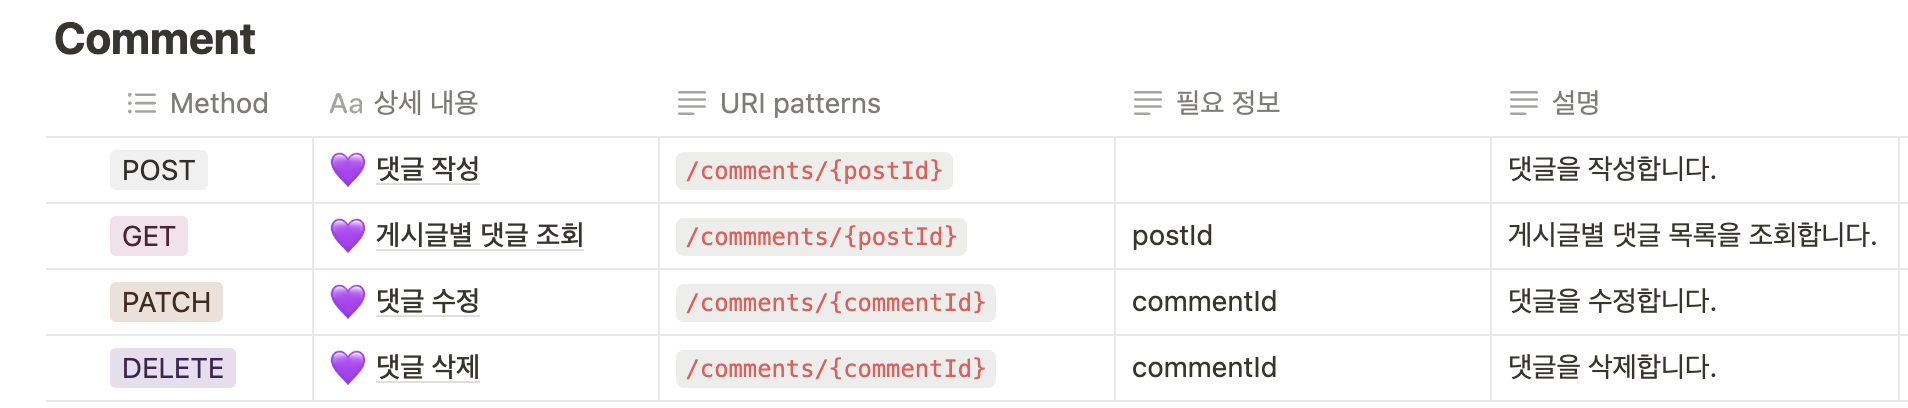 Comment
Method Aa 상세 내용 URI patterns 필요 정보 설명
POST 💜 댓글 작성 /comments/{postId} 댓글을 작성합니다.
GET 💜 게시글별 댓글 조회 /commments/{postId} postId 게시글별 댓글 목록을 조회합니다.
PATCH 💜 댓글 수정 /comments/{commentId} commentId 댓글을 수정합니다.
DELETE 💜 댓글 삭제 /comments/{commentId} commentId 댓글을 삭제합니다.